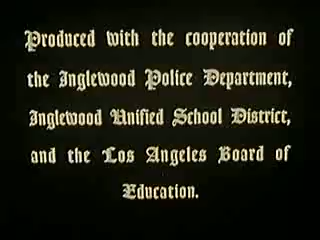 Produced with the cooperation of
the Inglewood Police Department,
Inglewood Unified School District,
and the Los Angeles Board of
Education.